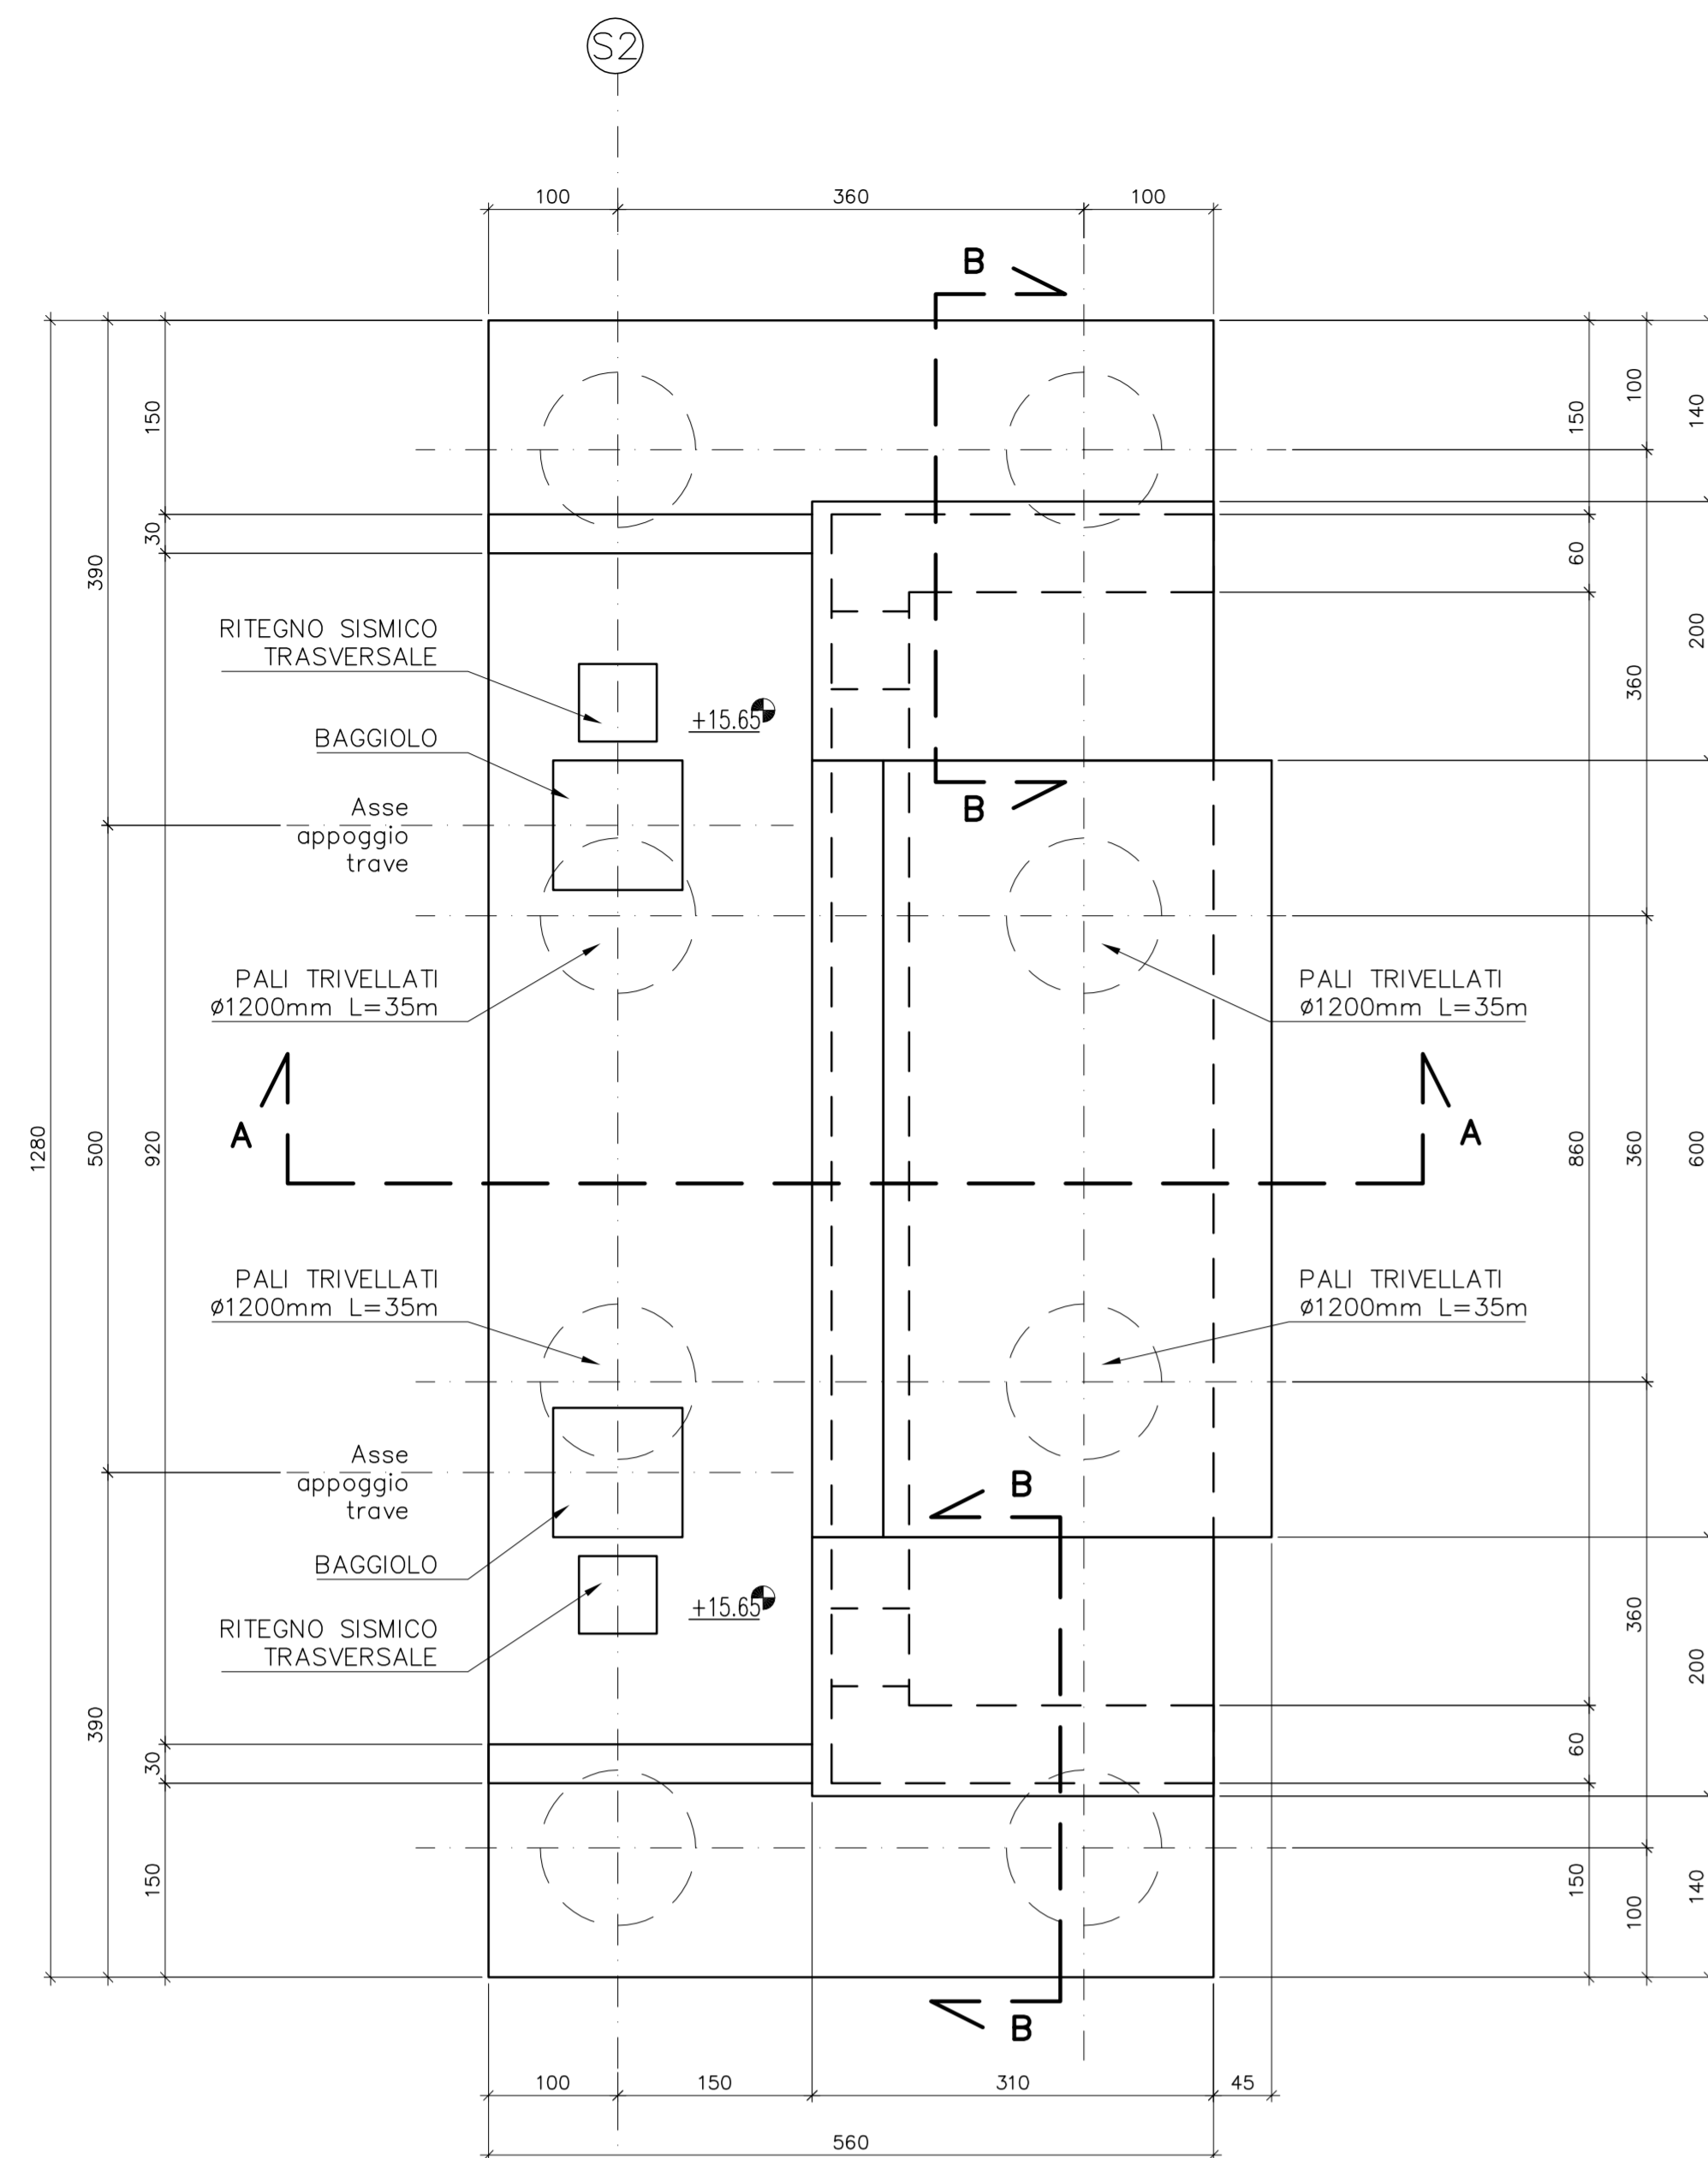 S2
100
360
100
B
150
30
390
150
60
100
140
360
200
RITEGNO SISMICO
TRASVERSALE
+15.65
BAGGIOLO
B
Asse
appoggio
trave
PALI TRIVELLATI
ø1200mm L=35m
PALI TRIVELLATI
ø1200mm L=35m
A
A
1280
500
920
860
360
600
PALI TRIVELLATI
ø1200mm L=35m
PALI TRIVELLATI
ø1200mm L=35m
Asse
appoggio
trave
B
BAGGIOLO
+15.65
RITEGNO SISMICO
TRASVERSALE
360
200
390
30
60
150
150
100
140
B
100
150
310
45
560